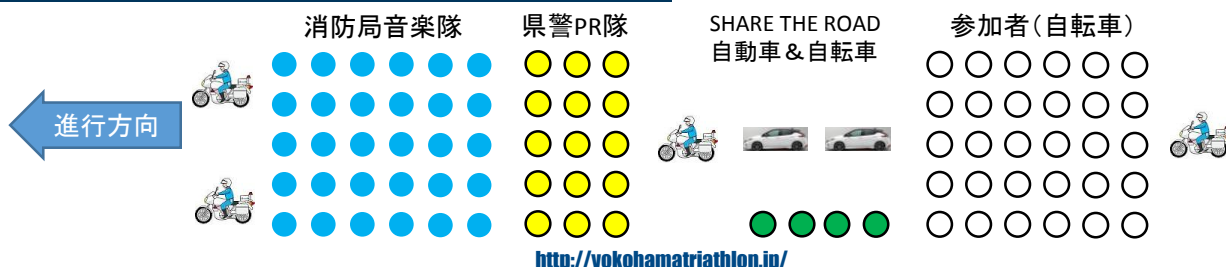 消防局音楽隊
県警PR隊
SHARE THE ROAD
自動車＆自転車
参加者（自転車）
進行方向
http://yokohamatriathlon.jp/